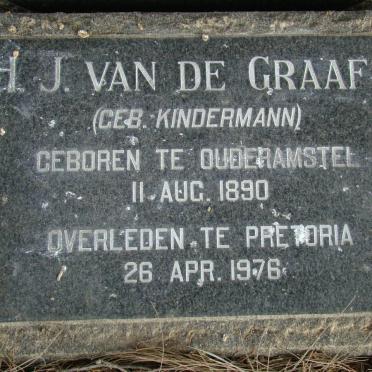 H. J. VAN DE GRAAF
(GEB. KINDERMANN)
GEBOREN TE OUDERAMSTEL
11 AUG. 1890
OVERLEDEN TE PRETORIA
26 APR. 1976